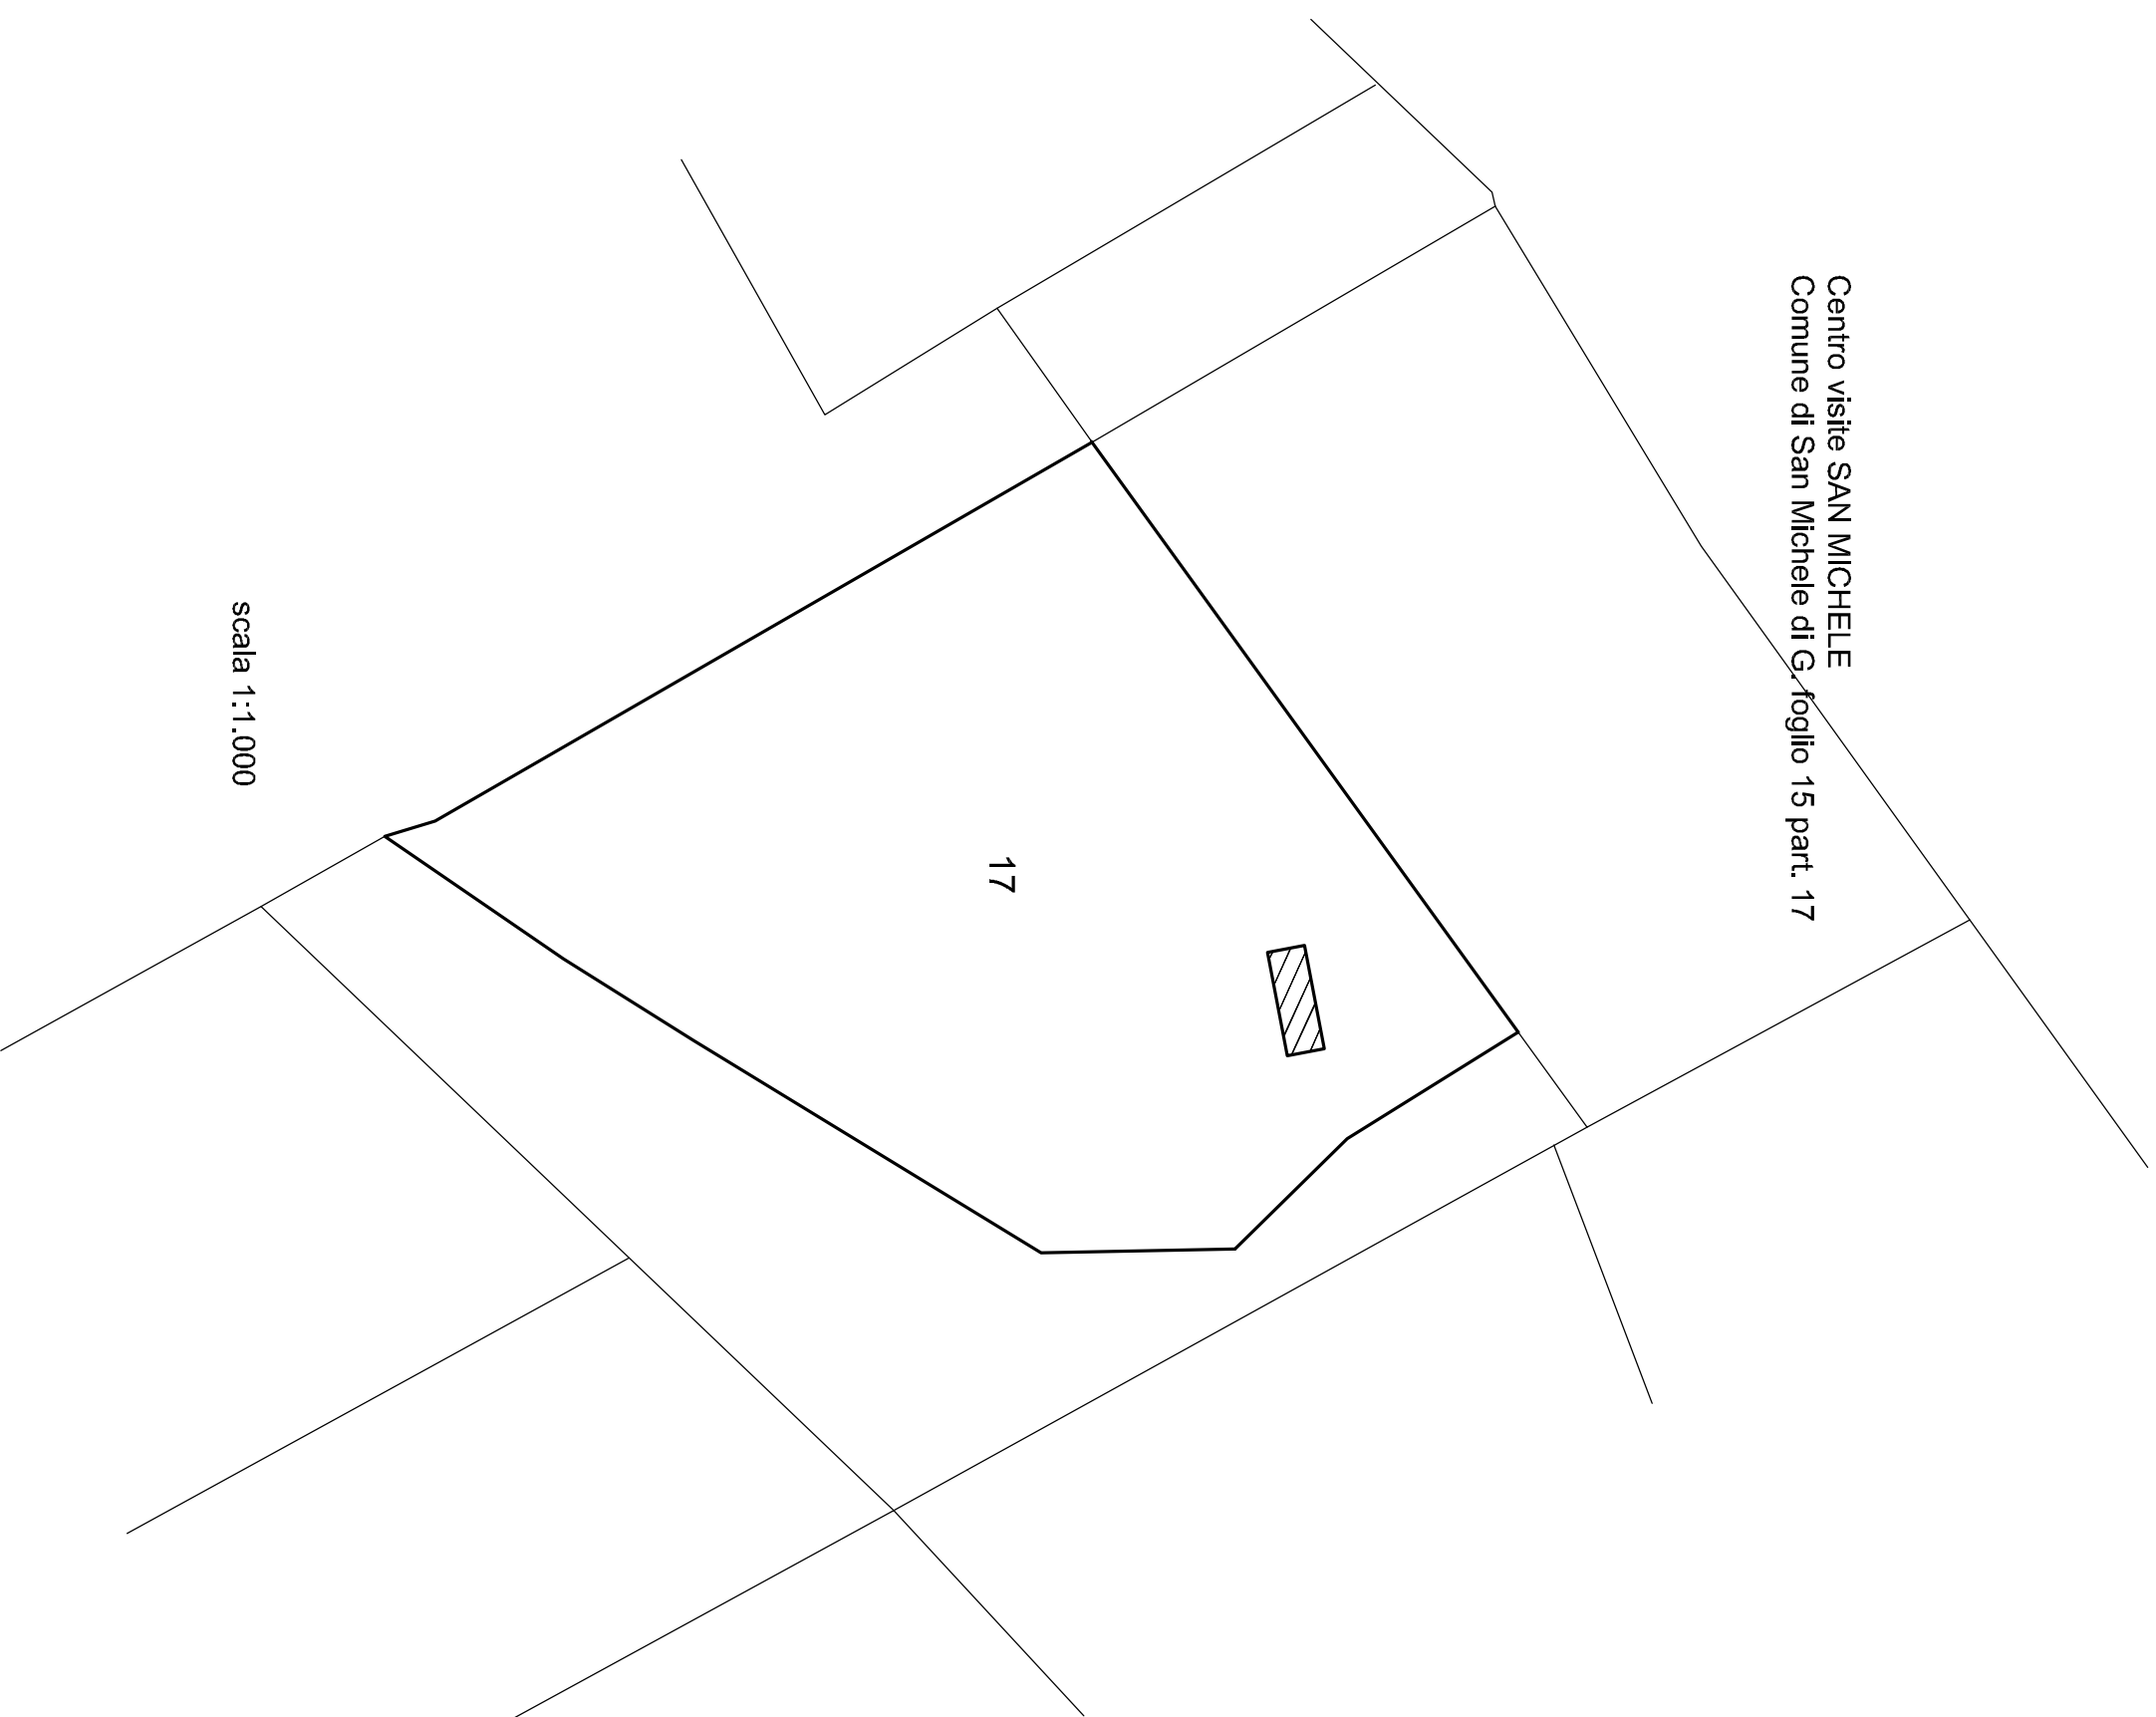 Centro visite SAN MICHELE
Comune di San Michele di G. foglio 15 part. 17
17
scala 1:1.000